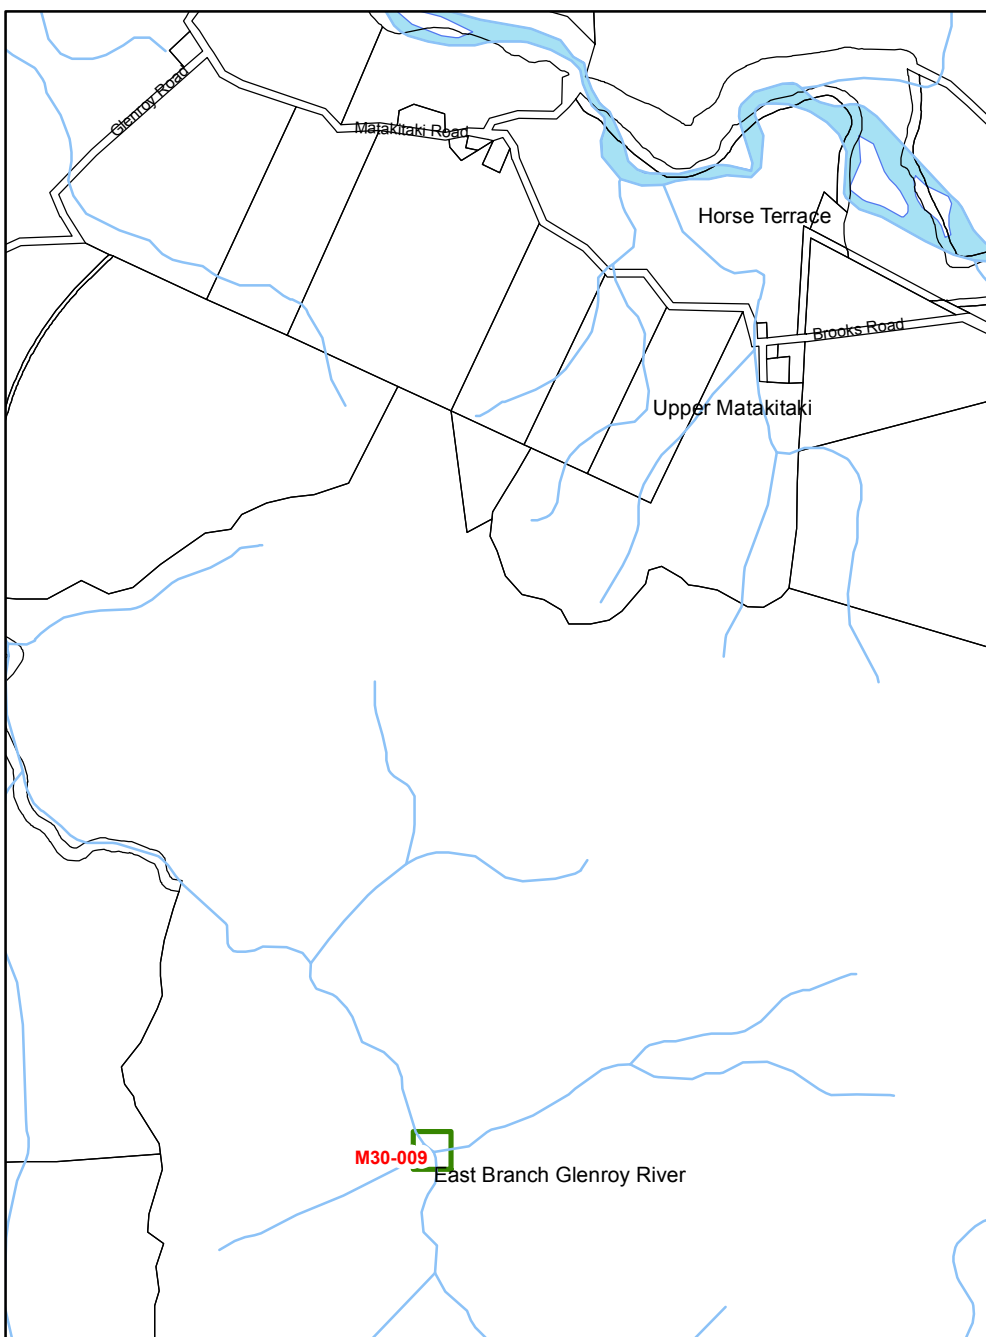 Glenroy Road
Matakitaki Road
Horse Terrace
Brooks Road
Upper Matakitaki
M30-009
East Branch Glenroy River